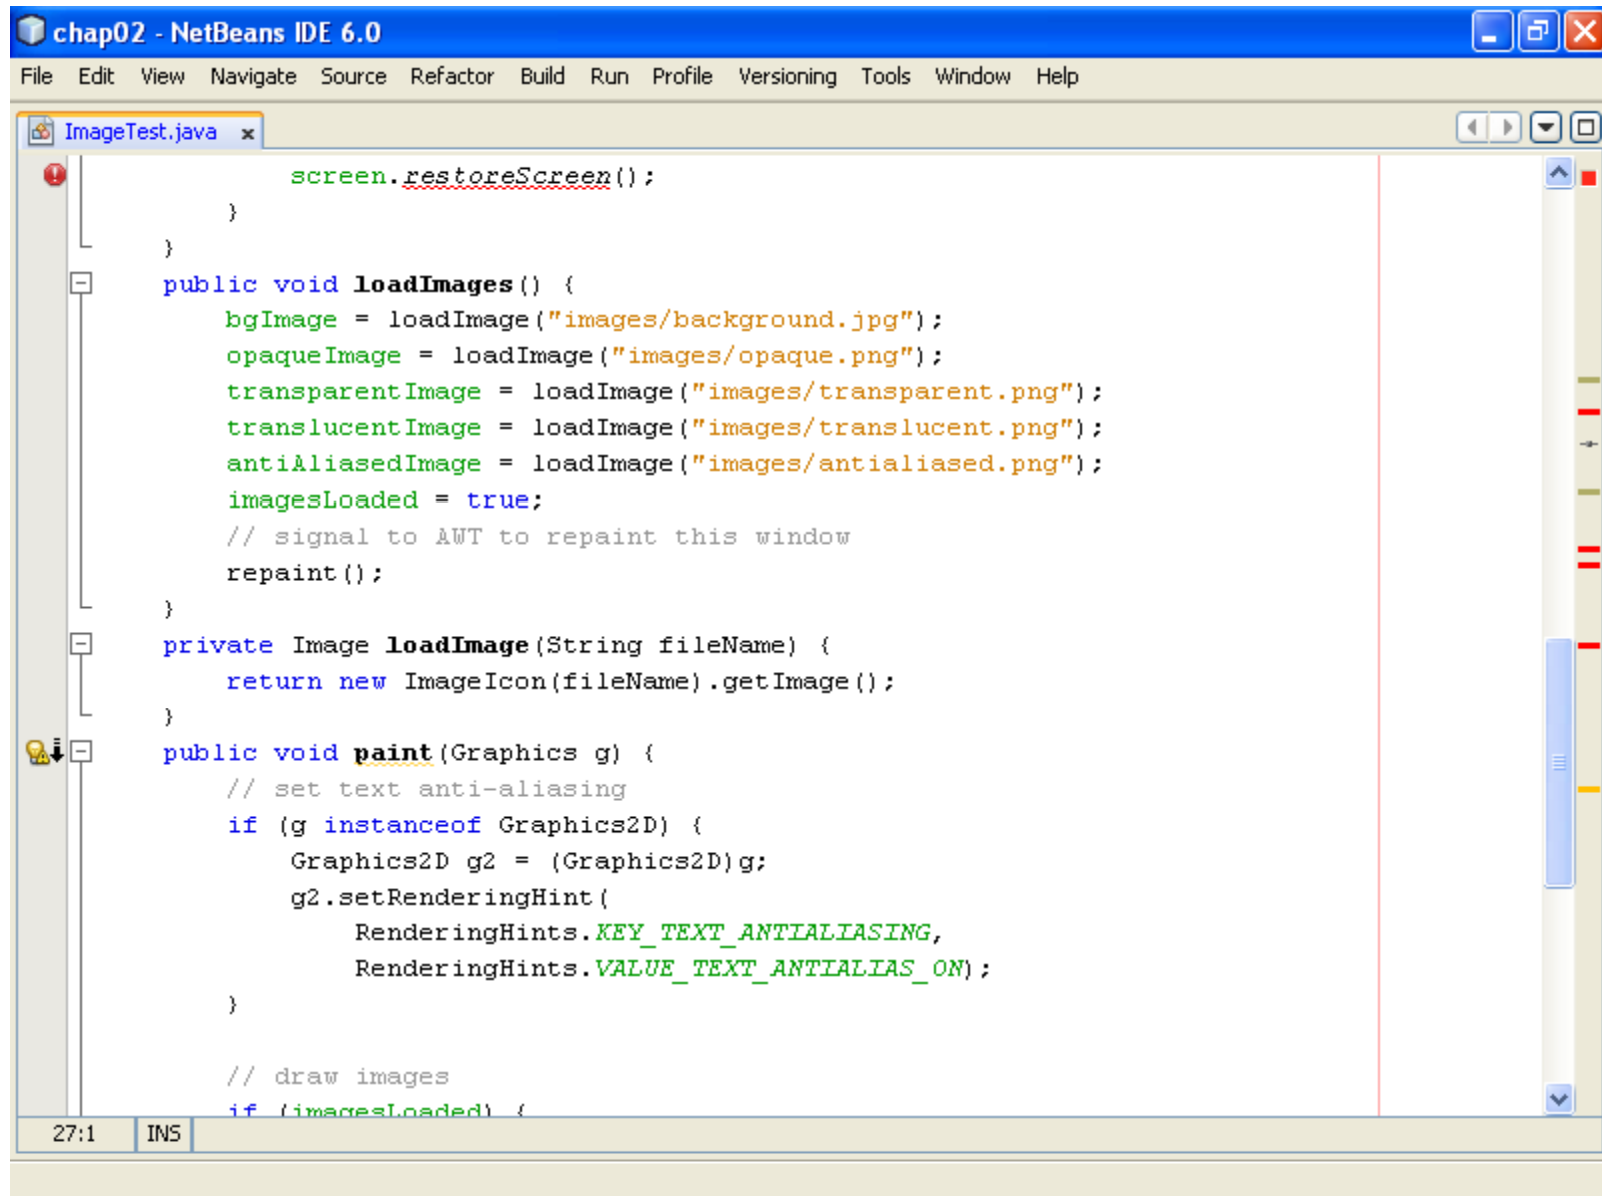 chap02 - NetBeans IDE 6.0
File Edit View Navigate Source Refactor Build Run Profile Versioning Tools Window Help
ImageTest.java x
screen.restoreScreen();
}
}
public void loadImages() {
bgImage = loadImage("images/background.jpg");
opaqueImage = loadImage("images/opaque.png");
transparentImage = loadImage("images/transparent.png");
translucentImage = loadImage("images/translucent.png");
antiAliasedImage = loadImage("images/antialiased.png");
imagesLoaded = true;
// signal to AWT to repaint this window
repaint();
}
private Image loadImage(String fileName) {
return new ImageIcon(fileName).getImage();
}
public void paint(Graphics g) {
// set text anti-aliasing
if (g instanceof Graphics2D) {
Graphics2D g2 = (Graphics2D)g;
g2.setRenderingHint(
RenderingHints.KEY_TEXT_ANTIALIASING,
RenderingHints.VALUE_TEXT_ANTIALIAS_ON);
}
// draw images
if (imagesLoaded) {
27:1 INS